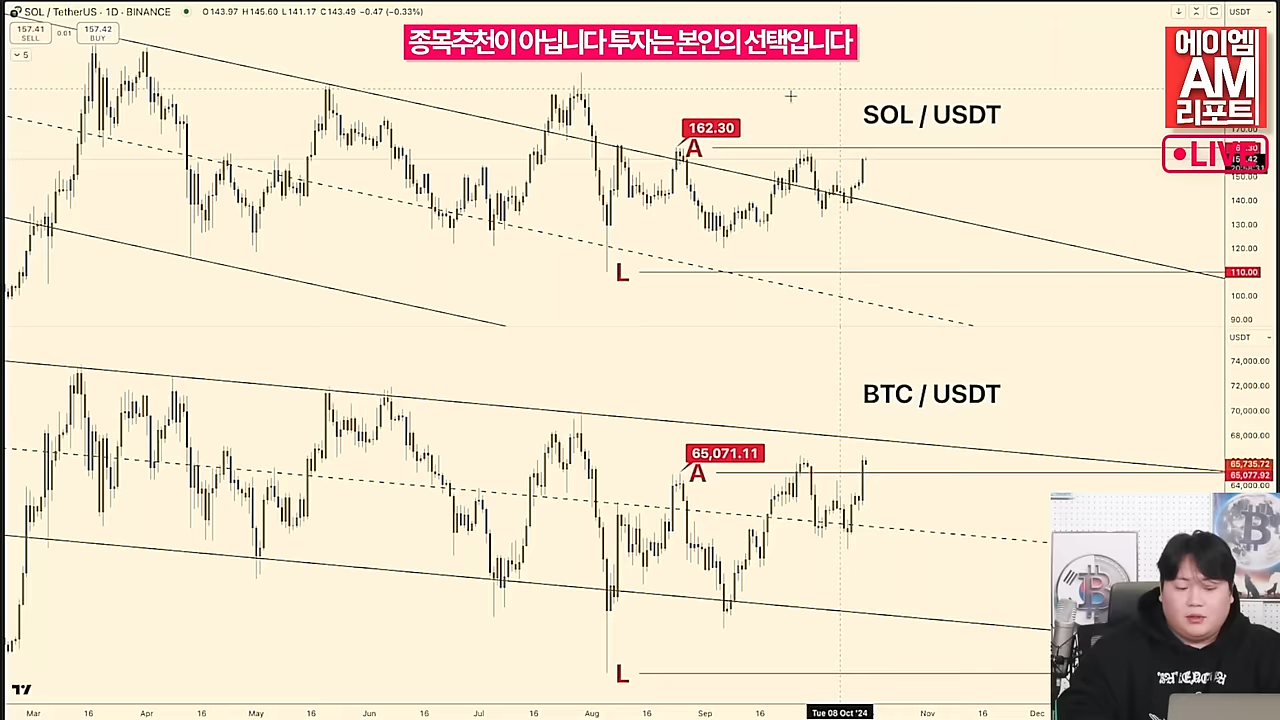 SOL / TetherUS · 1D · BINANCE O143.97 H145.60 L141.17 C143.49 −0.47 (−0.33%)
USDT
157.41
SELL
0.01
157.42
BUY
5
종목추천이 아닙니다 투자는 본인의 선택입니다
에이엠
AM
리포트
LIVE
SOL / USDT
162.30
A
L
170.00
150.00
140.00
130.00
120.00
110.00
100.00
90.00
USDT
BTC / USDT
65,071.11
A
L
74,000.00
72,000.00
70,000.00
68,000.00
65,735.72
65,077.92
64,000.00
Mar 16 Apr 16 May 16 Jun 16 Jul 16 Aug 16 Sep 16 Tue 08 Oct '24 Nov 16 Dec